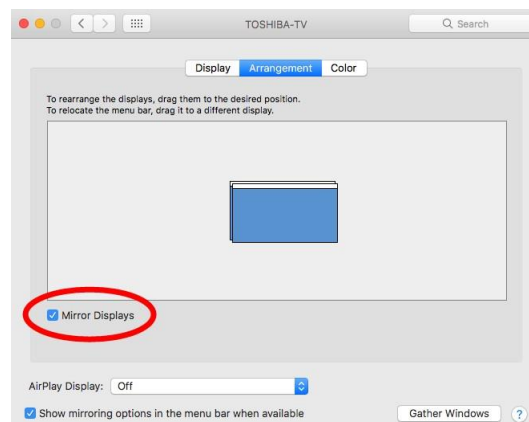 TOSHIBA-TV
Search
Display Arrangement Color
To rearrange the displays, drag them to the desired position.
To relocate the menu bar, drag it to a different display.
Mirror Displays
AirPlay Display: Off
Show mirroring options in the menu bar when available
Gather Windows
?